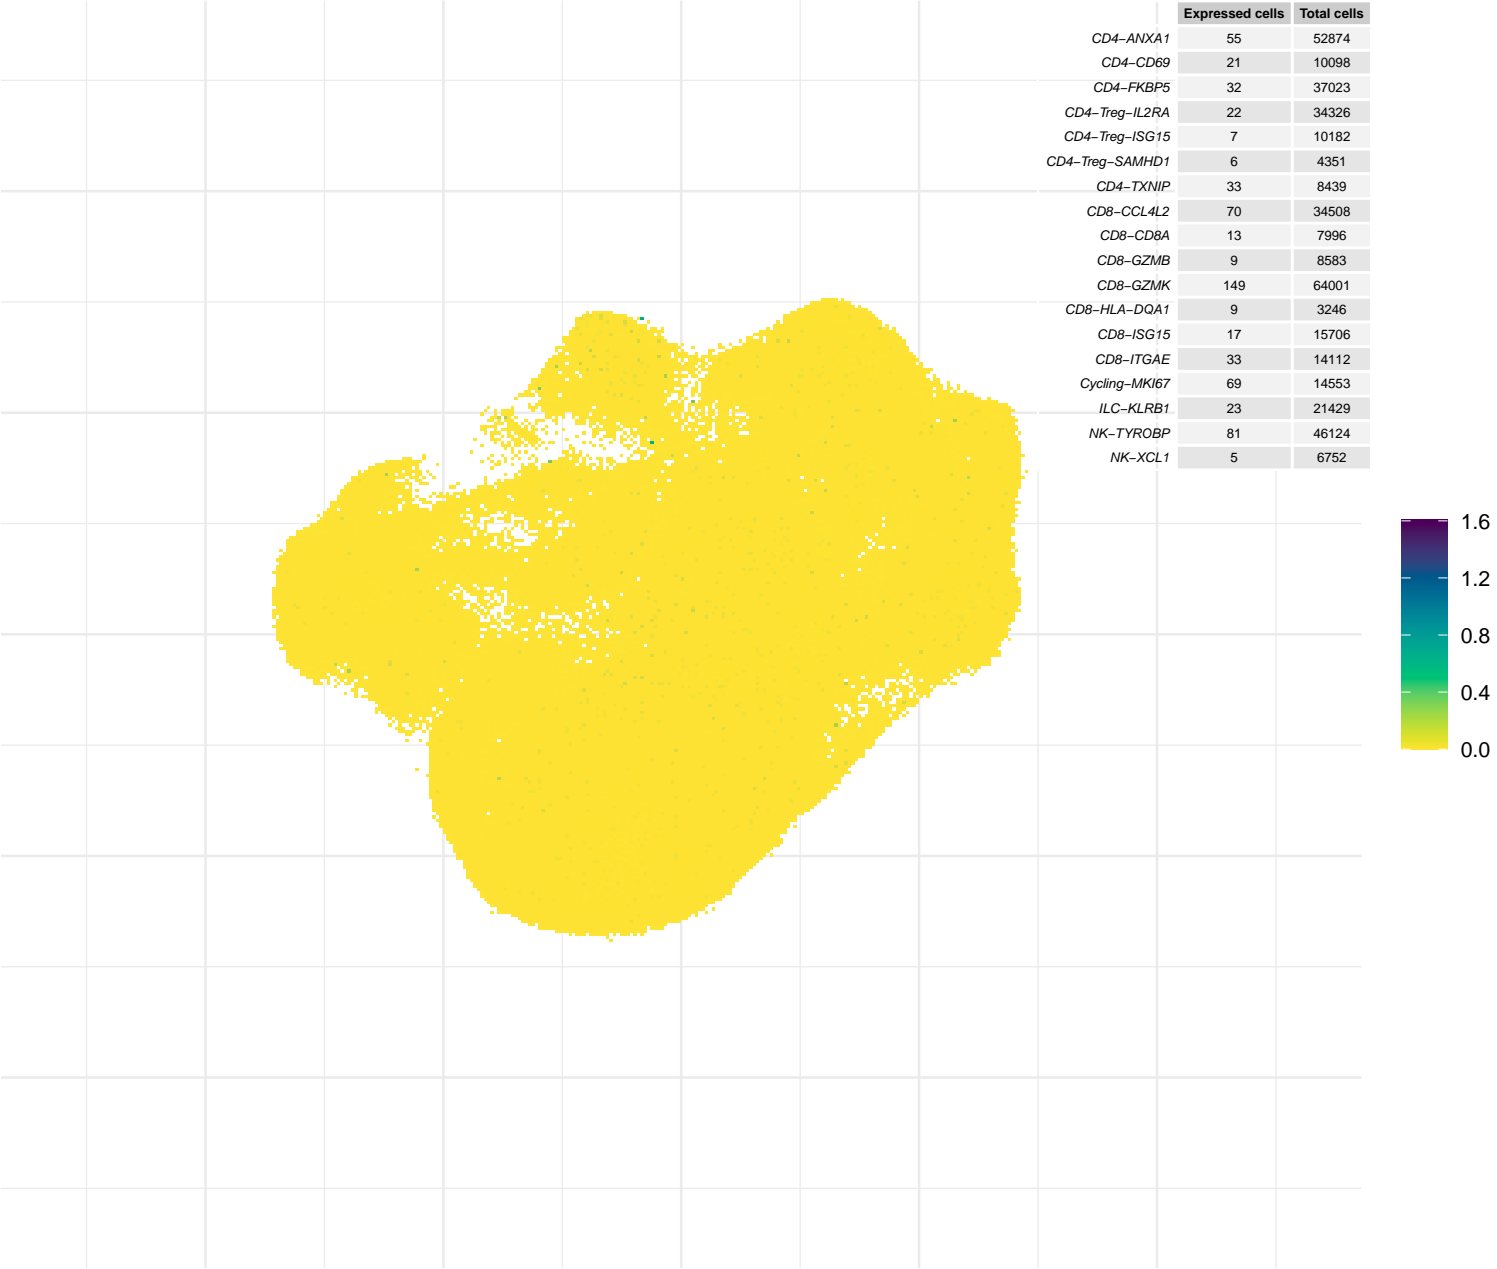 Expressed cells Total cells
CD4−ANXA1 55 52874
CD4−CD69 21 10098
CD4−FKBP5 32 37023
CD4−Treg−IL2RA 22 34326
CD4−Treg−ISG15 7 10182
CD4−Treg−SAMHD1 6 4351
CD4−TXNIP 33 8439
CD8−CCL4L2 70 34508
CD8−CD8A 13 7996
CD8−GZMB 9 8583
CD8−GZMK 149 64001
CD8−HLA−DQA1 9 3246
CD8−ISG15 17 15706
CD8−ITGAE 33 14112
Cycling−MKI67 69 14553
ILC−KLRB1 23 21429
NK−TYROBP 81 46124
NK−XCL1 5 6752
1.6
1.2
0.8
0.4
0.0